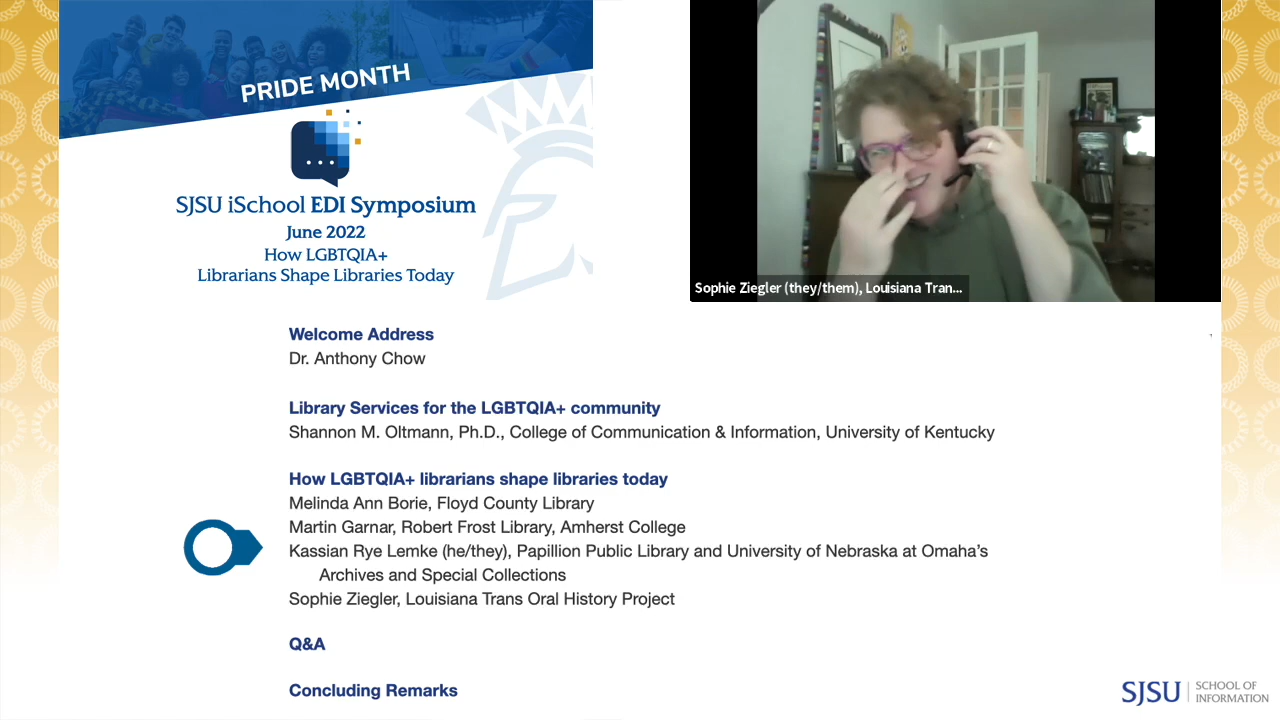 PRIDE MONTH
SJSU iSchool EDI Symposium
June 2022
How LGBTQIA+
Librarians Shape Libraries Today
Sophie Ziegler (they/them), Louisiana Tran...
Welcome Address
Dr. Anthony Chow
Library Services for the LGBTQIA+ community
Shannon M. Oltmann, Ph.D., College of Communication & Information, University of Kentucky
How LGBTQIA+ librarians shape libraries today
Melinda Ann Borie, Floyd County Library
Martin Garnar, Robert Frost Library, Amherst College
Kassian Rye Lemke (he/they), Papillion Public Library and University of Nebraska at Omaha's
Archives and Special Collections
Sophie Ziegler, Louisiana Trans Oral History Project
Q&A
Concluding Remarks
SJSU SCHOOL OF
INFORMATION